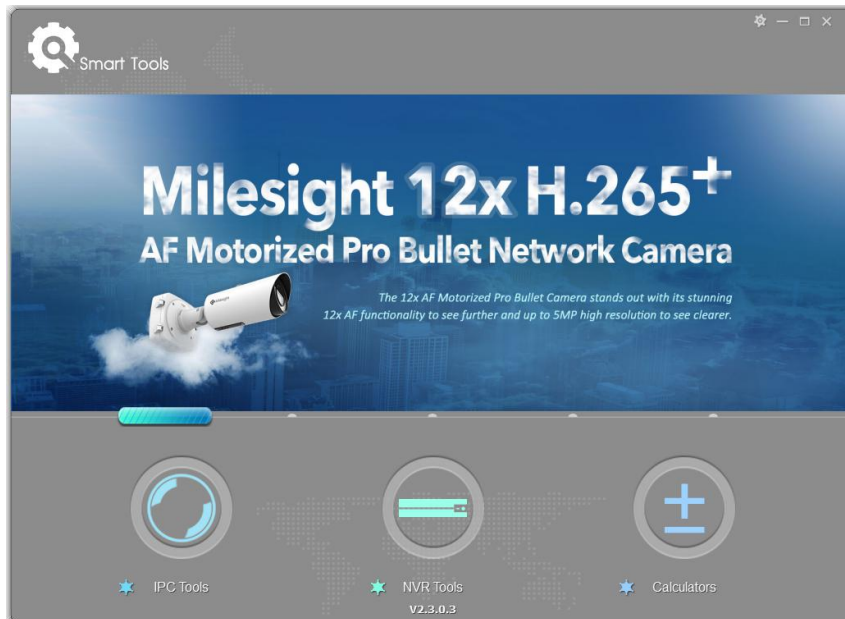 Smart Tools
Milesight 12x H.265+
AF Motorized Pro Bullet Network Camera
The 12x AF Motorized Pro Bullet Camera stands out with its stunning
12x AF functionality to see further and up to 5MP high resolution to see clearer.
IPC Tools
NVR Tools
Calculators
V2.3.0.3